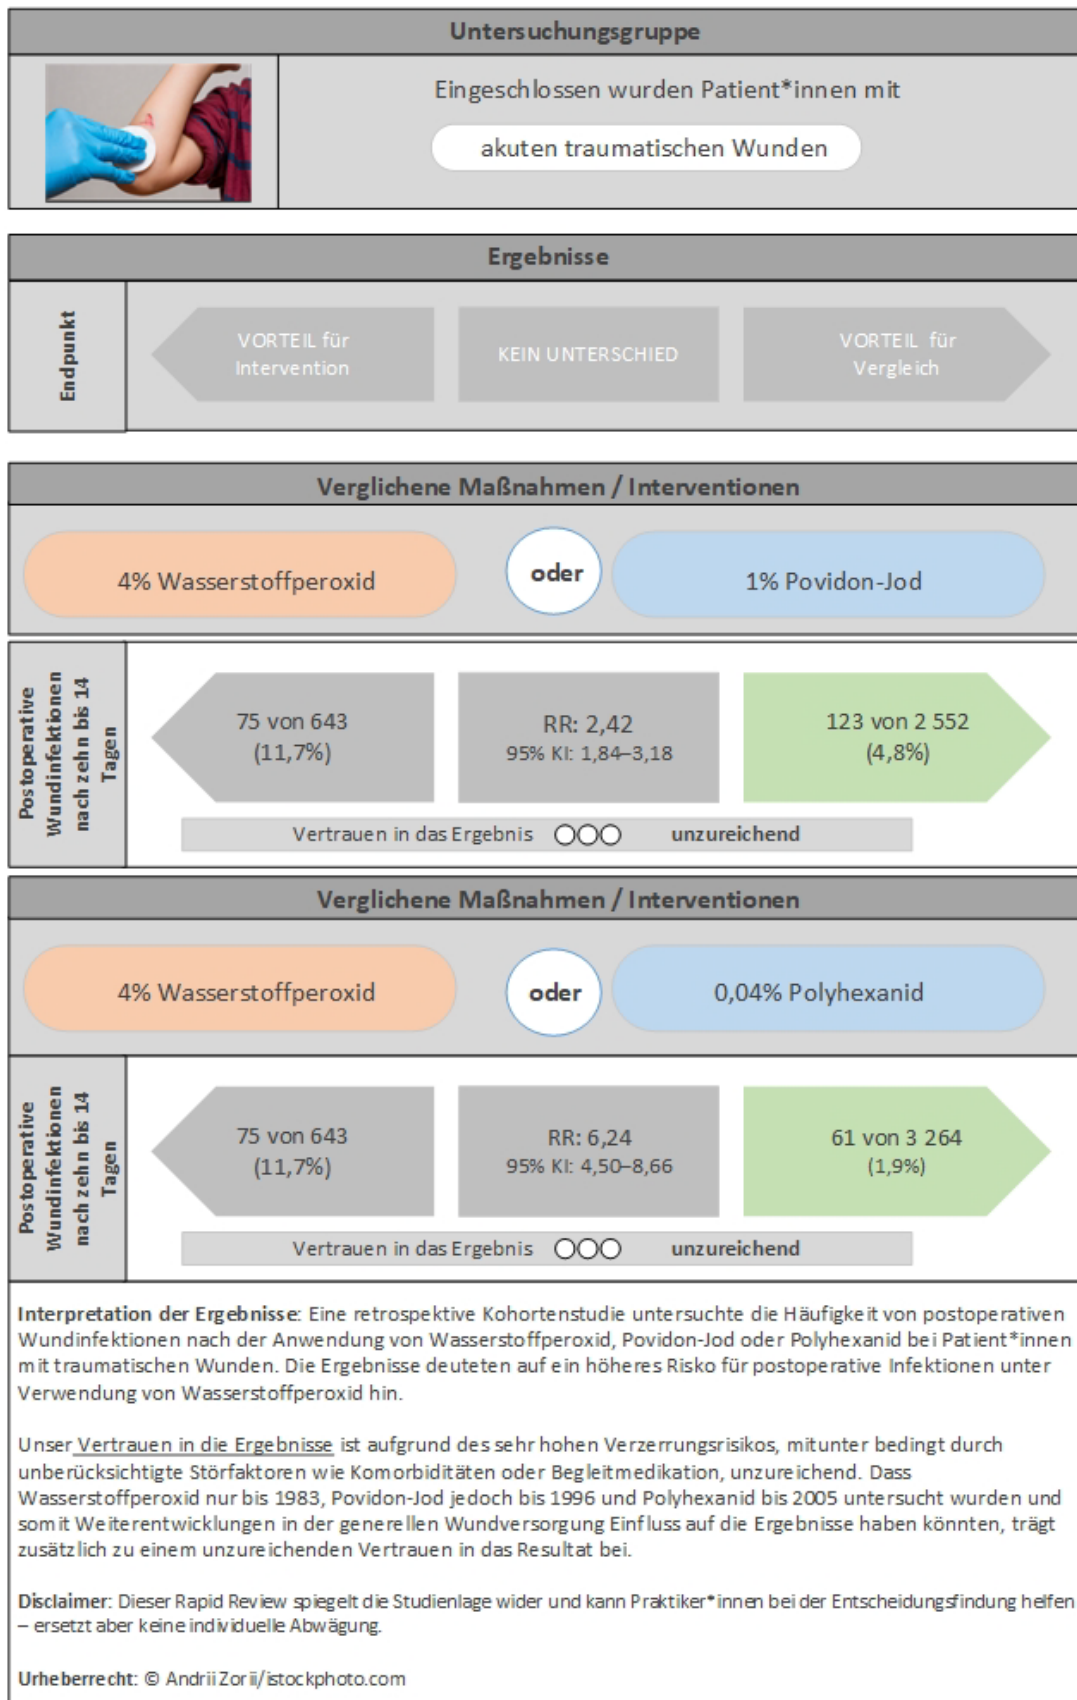 Untersuchungsgruppe
Eingeschlossen wurden Patient*innen mit
akuten traumatischen Wunden
Ergebnisse
Endpunkt
VORTEIL für
Intervention
KEIN UNTERSCHIED
VORTEIL für
Vergleich
Verglichene Maßnahmen / Interventionen
4% Wasserstoffperoxid
oder
1% Povidon-Jod
Postoperative
Wundinfektionen
nach zehn bis 14
Tagen
75 von 643
(11,7%)
RR: 2,42
95% KI: 1,84–3,18
123 von 2 552
(4,8%)
Vertrauen in das Ergebnis
unzureichend
Verglichene Maßnahmen / Interventionen
4% Wasserstoffperoxid
oder
0,04% Polyhexanid
Postoperative
Wundinfektionen
nach zehn bis 14
Tagen
75 von 643
(11,7%)
RR: 6,24
95% KI: 4,50–8,66
61 von 3 264
(1,9%)
Vertrauen in das Ergebnis
unzureichend
Interpretation der Ergebnisse: Eine retrospektive Kohortenstudie untersuchte die Häufigkeit von postoperativen
Wundinfektionen nach der Anwendung von Wasserstoffperoxid, Povidon-Jod oder Polyhexanid bei Patient*innen
mit traumatischen Wunden. Die Ergebnisse deuteten auf ein höheres Risko für postoperative Infektionen unter
Verwendung von Wasserstoffperoxid hin.
Unser Vertrauen in die Ergebnisse ist aufgrund des sehr hohen Verzerrungsrisikos, mitunter bedingt durch
unberücksichtigte Störfaktoren wie Komorbiditäten oder Begleitmedikation, unzureichend. Dass
Wasserstoffperoxid nur bis 1983, Povidon-Jod jedoch bis 1996 und Polyhexanid bis 2005 untersucht wurden und
somit Weiterentwicklungen in der generellen Wundversorgung Einfluss auf die Ergebnisse haben könnten, trägt
zusätzlich zu einem unzureichenden Vertrauen in das Resultat bei.
Disclaimer: Dieser Rapid Review spiegelt die Studienlage wider und kann Praktiker*innen bei der Entscheidungsfindung helfen
– ersetzt aber keine individuelle Abwägung.
Urheberrecht: © Andrii Zorii/istockphoto.com